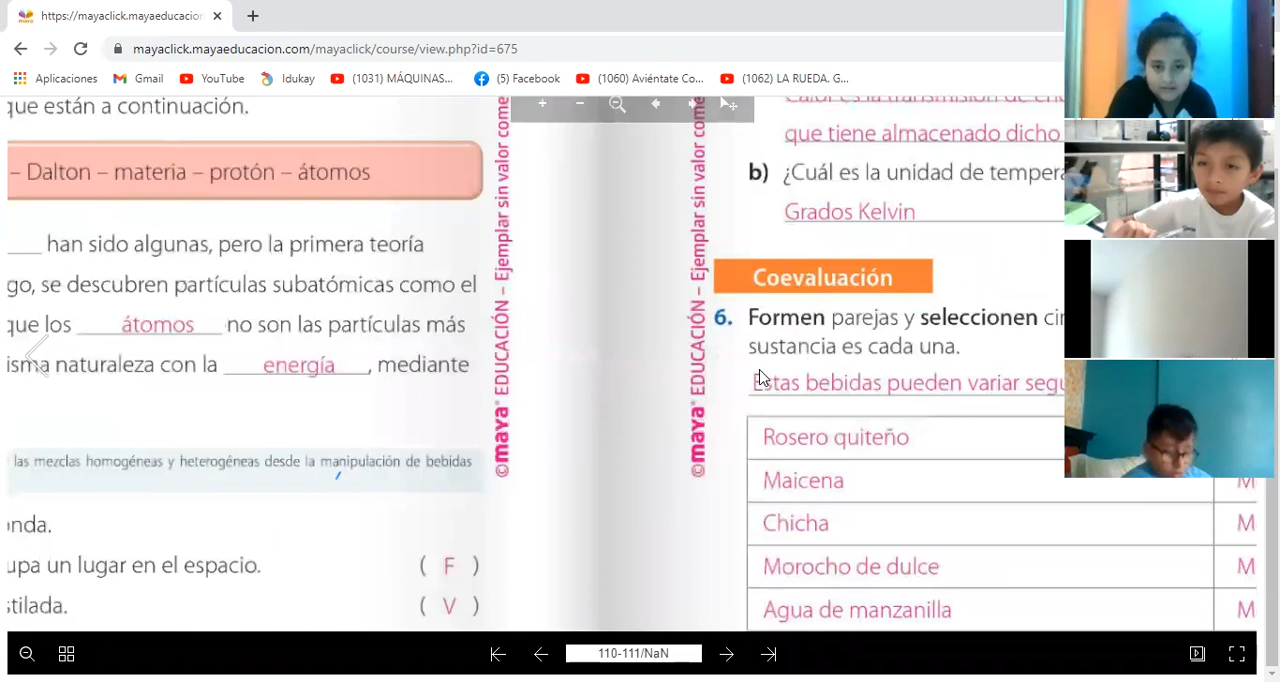 https://mayaclick.mayaeducacion
mayaclick.mayaeducacion.com/mayaclick/course/view.php?id=675
Aplicaciones Gmail YouTube Idukay (1031) MÁQUINAS... (5) Facebook (1060) Aviéntate Co... (1062) LA RUEDA. G...
que están a continuación.
– Dalton – materia – protón – átomos
han sido algunas, pero la primera teoría
go, se descubren partículas subatómicas como el
que los átomos no son las partículas más
isma naturaleza con la energía, mediante
las mezclas homogéneas y heterogéneas desde la manipulación de bebidas
onda.
upa un lugar en el espacio. ( F )
stilada. ( V )
©maya EDUCACIÓN – Ejemplar sin valor come
©maya EDUCACIÓN – Ejemplar sin valor come
Calor es la transmisión de
que tiene almacenado dicho
b) ¿Cuál es la unidad de tempera
Grados Kelvin
Coevaluación
6. Formen parejas y seleccionen
sustancia es cada una.
Estas bebidas pueden variar segu
Rosero quiteño
Maicena M
Chicha M
Morocho de dulce M
Agua de manzanilla M
110-111/NaN